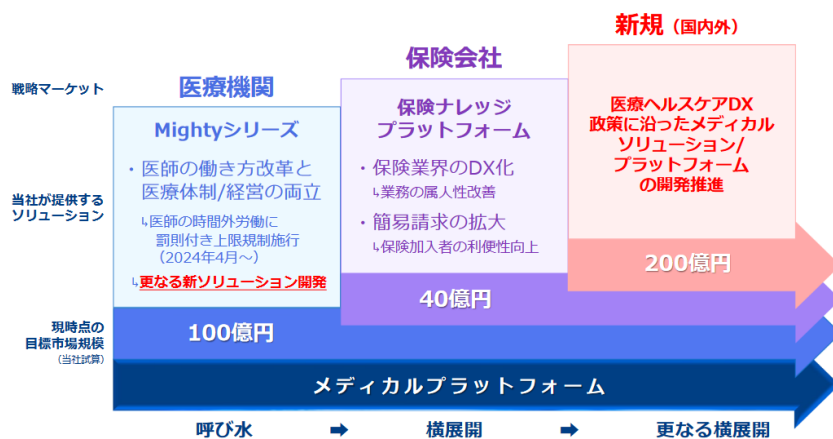 新規（国内外）
保険会社
医療機関
戦略マーケット
Mightyシリーズ
・医師の働き方改革と
医療体制/経営の両立
↳医師の時間外労働に
罰則付き上限規制施行
（2024年4月～）
↳更なる新ソリューション開発
保険ナレッジ
プラットフォーム
・保険業界のDX化
↳業務の属人性改善
・簡易請求の拡大
↳保険加入者の利便性向上
医療ヘルスケアDX
政策に沿ったメディカル
ソリューション/
プラットフォーム
の開発推進
当社が提供する
ソリューション
現時点の
目標市場規模
（当社試算）
100億円
40億円
200億円
メディカルプラットフォーム
呼び水 ➡ 横展開 ➡ 更なる横展開